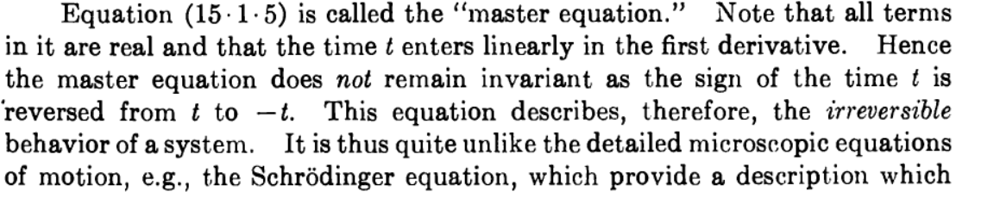 Equation (15·1·5) is called the “master equation.” Note that all terms
in it are real and that the time t enters linearly in the first derivative. Hence
the master equation does not remain invariant as the sign of the time t is
reversed from t to −t. This equation describes, therefore, the irreversible
behavior of a system. It is thus quite unlike the detailed microscopic equations
of motion, e.g., the Schrödinger equation, which provide a description which